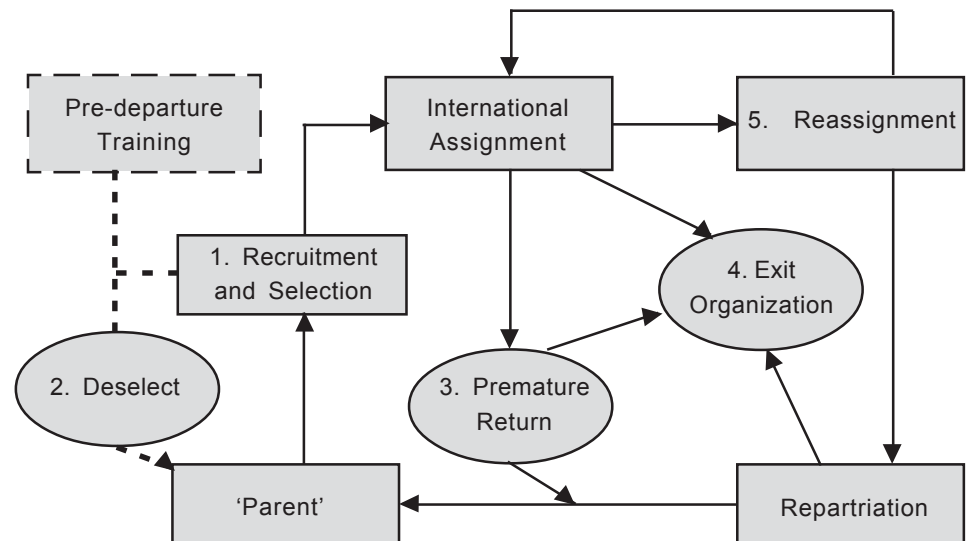 Pre-departure
Training
International
Assignment
5. Reassignment
1. Recruitment
and Selection
4. Exit
Organization
2. Deselect
3. Premature
Return
‘Parent’
Repartriation